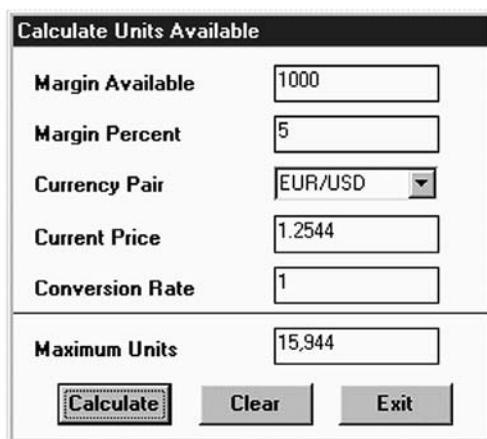 Calculate Units Available
Margin Available 1000
Margin Percent 5
Currency Pair EUR/USD
Current Price 1.2544
Conversion Rate 1
Maximum Units 15,944
Calculate Clear Exit